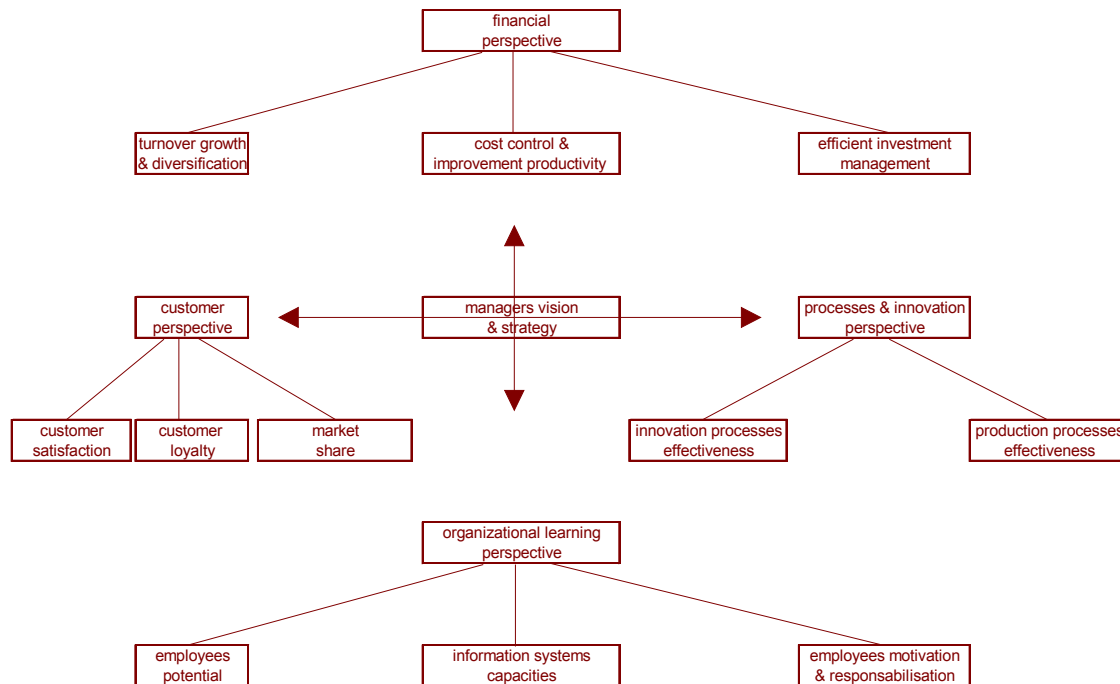 financial
perspective
turnover growth
& diversification
cost control &
improvement productivity
efficient investment
management
customer
perspective
managers vision
& strategy
processes & innovation
perspective
customer
satisfaction
customer
loyalty
market
share
innovation processes
effectiveness
production processes
effectiveness
organizational learning
perspective
employees
potential
information systems
capacities
employees motivation
& responsabilisation